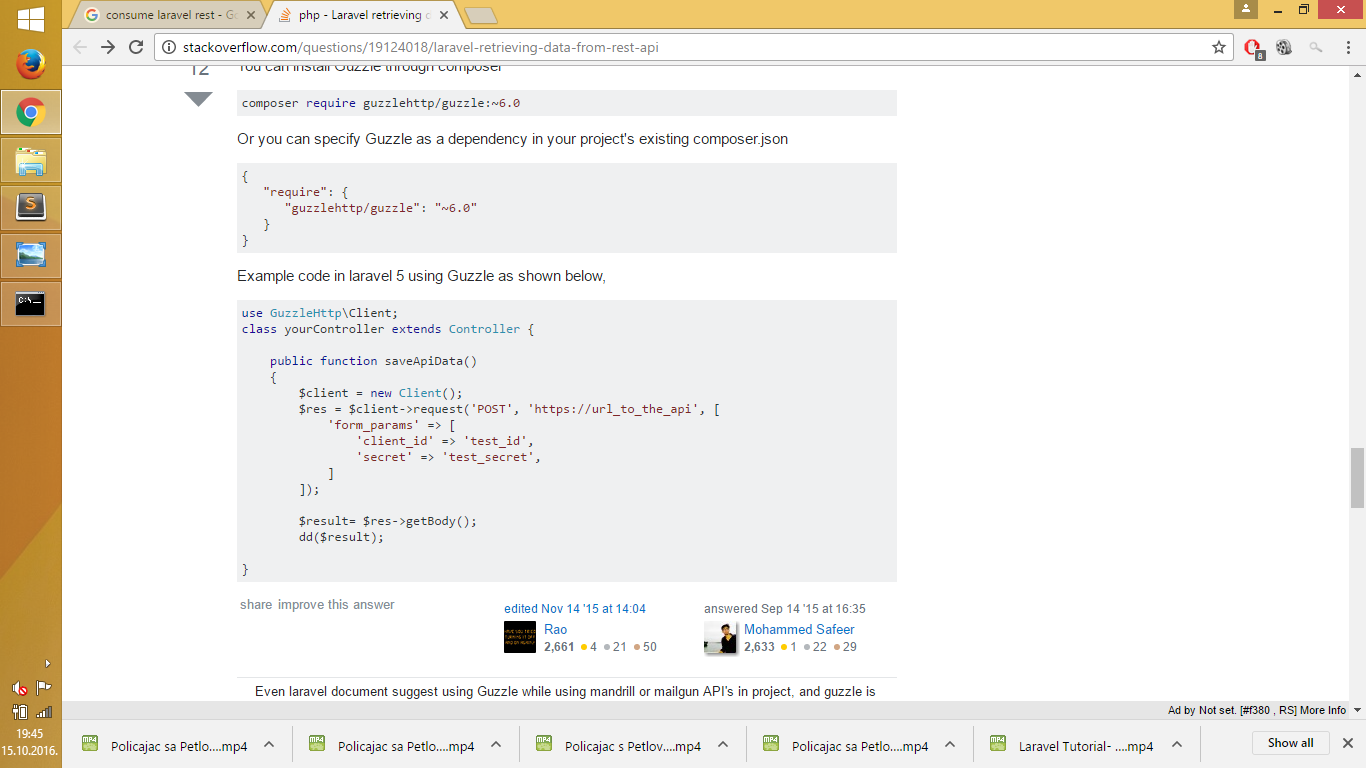 consume laravel rest - Go
php - Laravel retrieving d
stackoverflow.com/questions/19124018/laravel-retrieving-data-from-rest-api
8
12
You can install Guzzle through composer
composer require guzzlehttp/guzzle:~6.0
Or you can specify Guzzle as a dependency in your project's existing composer.json
{
"require": {
"guzzlehttp/guzzle": "~6.0"
}
}
Example code in laravel 5 using Guzzle as shown below,
use GuzzleHttp\Client;
class yourController extends Controller {
public function saveApiData()
{
$client = new Client();
$res = $client->request('POST', 'https://url_to_the_api', [
'form_params' => [
'client_id' => 'test_id',
'secret' => 'test_secret',
]
]);
$result= $res->getBody();
dd($result);
}
share improve this answer
edited Nov 14 '15 at 14:04
Rao
2,661 4 21 50
answered Sep 14 '15 at 16:35
Mohammed Safeer
2,633 1 22 29
Even laravel document suggest using Guzzle while using mandrill or mailgun API's in project, and guzzle is
Ad by Not set. [#f380 , RS] More Info
Policajac sa Petlo....mp4
Policajac sa Petlo....mp4
Policajac s Petlov....mp4
Policajac sa Petlo....mp4
Laravel Tutorial- ....mp4
Show all
S
C:\
19:45
15.10.2016.